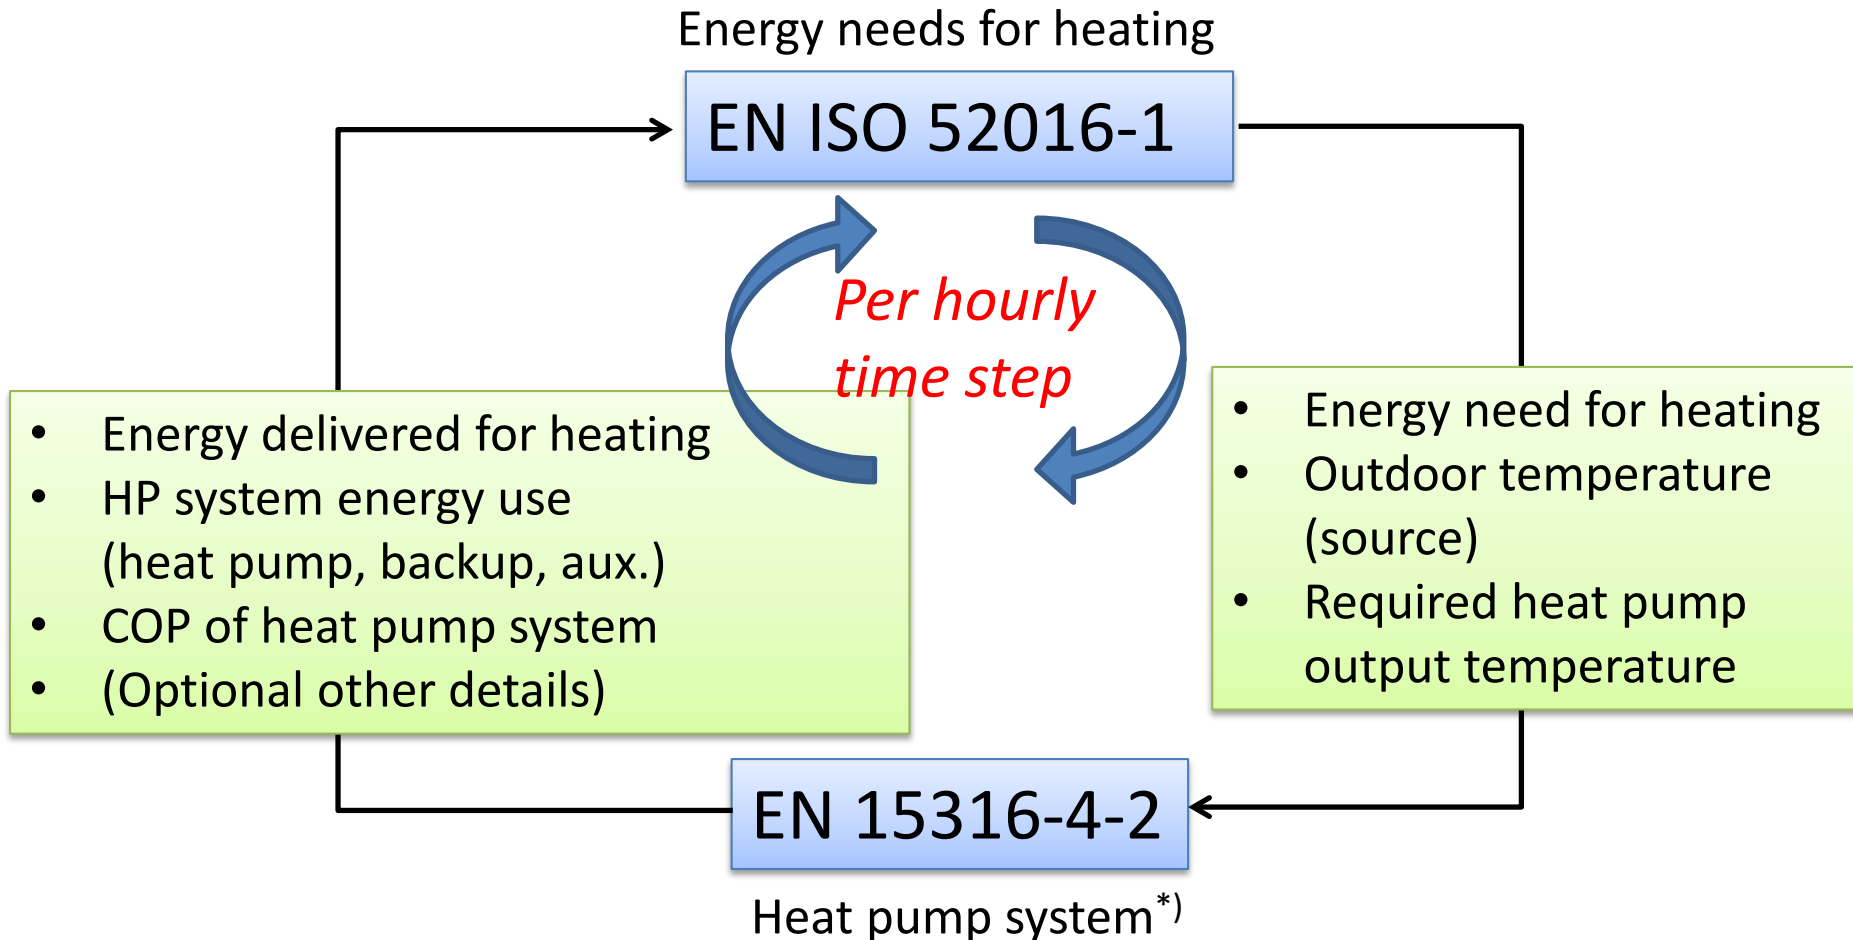 Energy needs for heating
EN ISO 52016-1
Per hourly
time step
• Energy delivered for heating
• HP system energy use
(heat pump, backup, aux.)
• COP of heat pump system
• (Optional other details)
• Energy need for heating
• Outdoor temperature
(source)
• Required heat pump
output temperature
EN 15316-4-2
Heat pump system*)